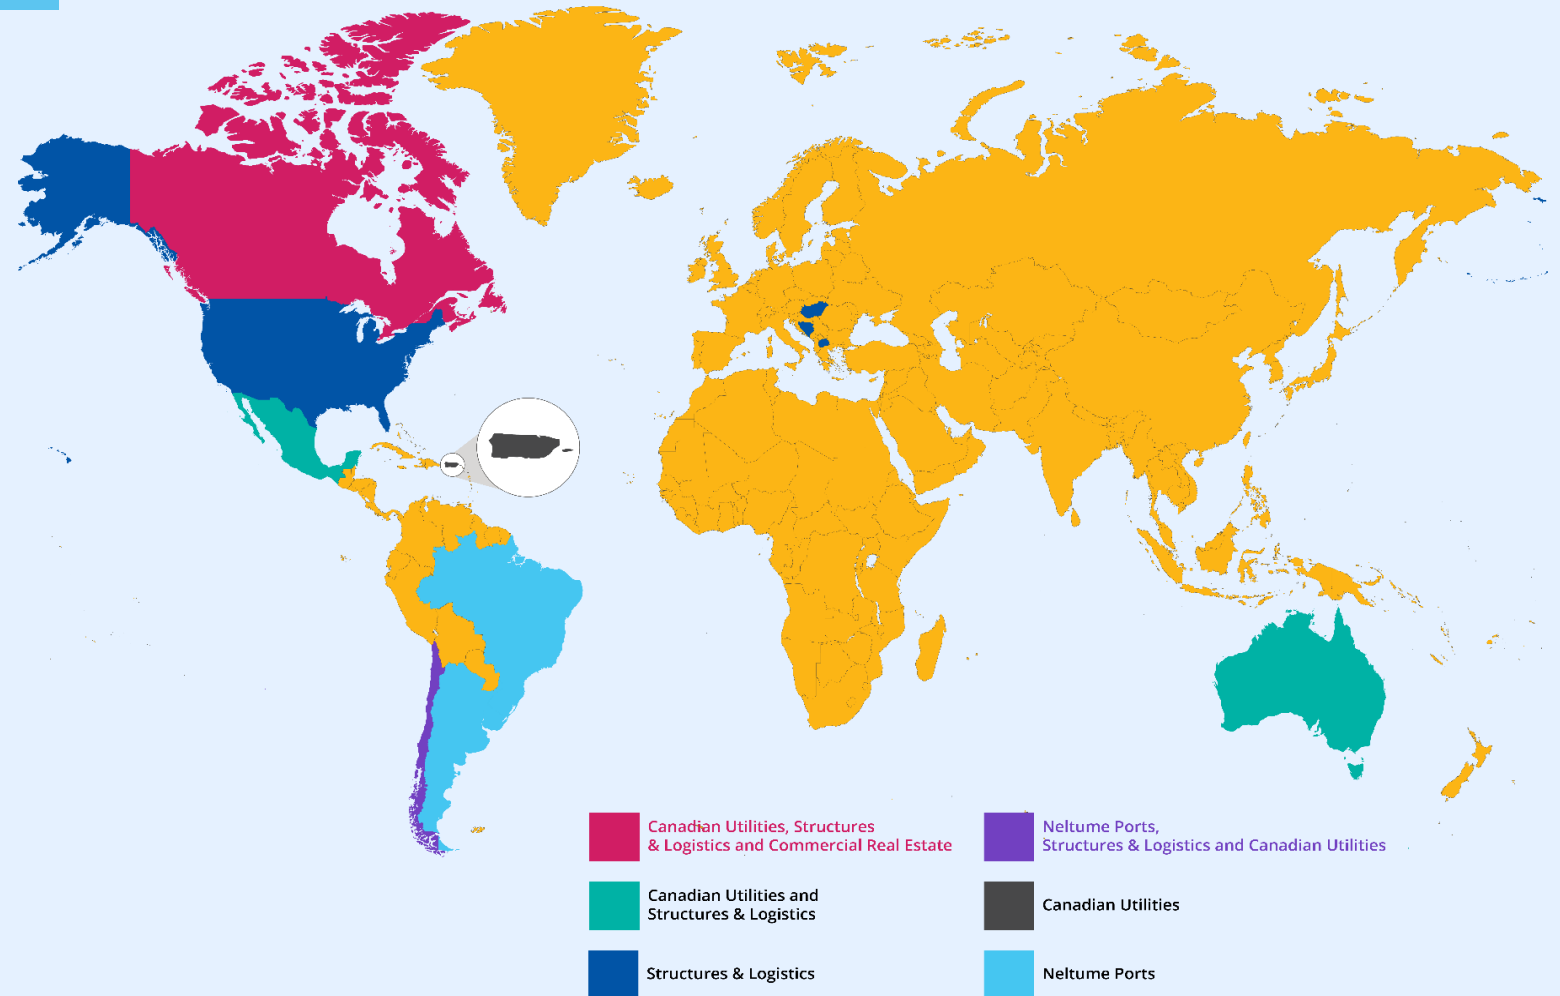 Canadian Utilities, Structures
& Logistics and Commercial Real Estate
Canadian Utilities and
Structures & Logistics
Structures & Logistics
Neltume Ports,
Structures & Logistics and Canadian Utilities
Canadian Utilities
Neltume Ports